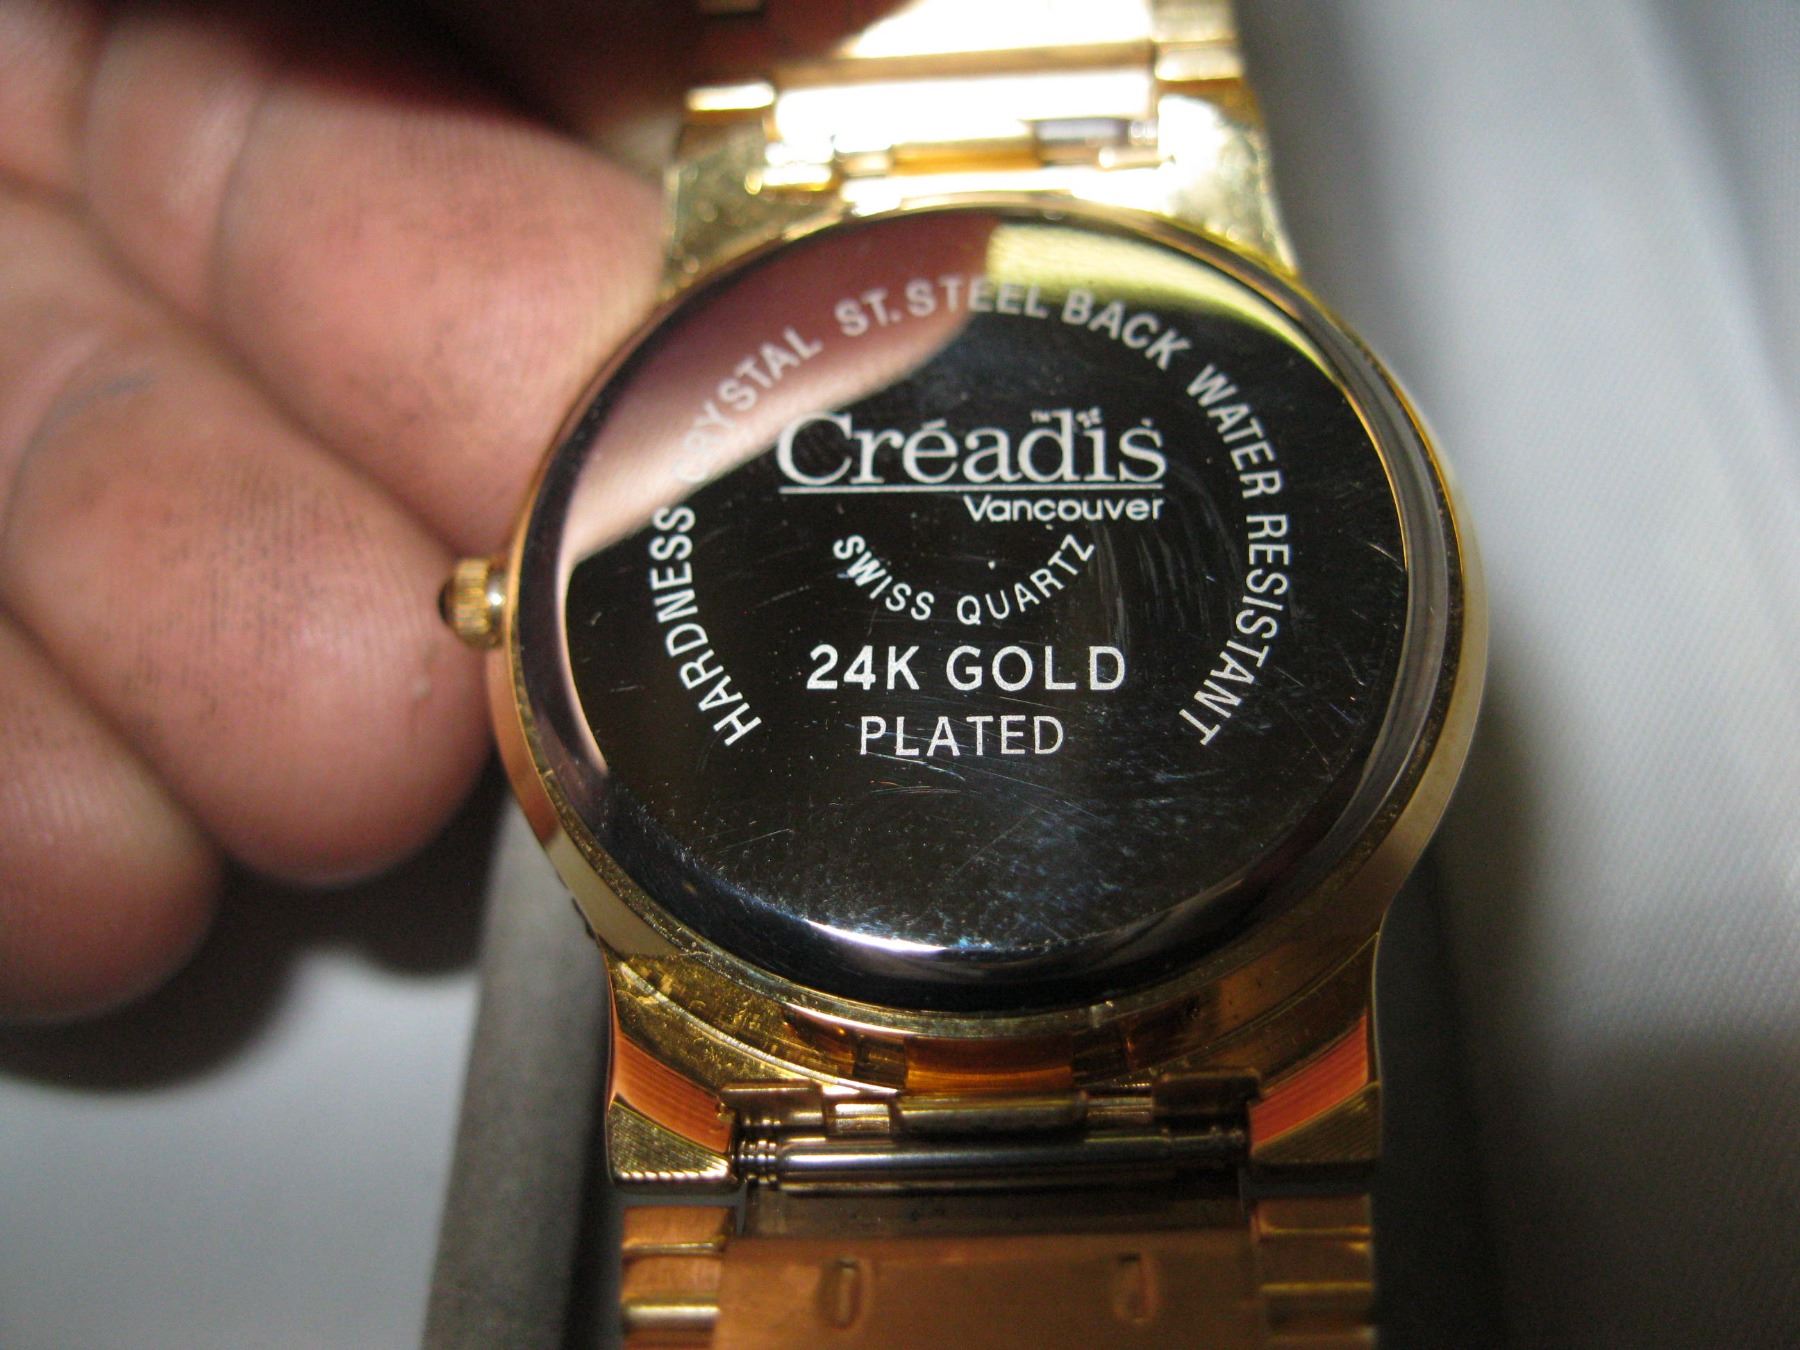 HARDNESS CRYSTAL ST. STEEL BACK WATER RESISTANT
Créadis
Vancouver
SWISS QUARTZ
24K GOLD
PLATED